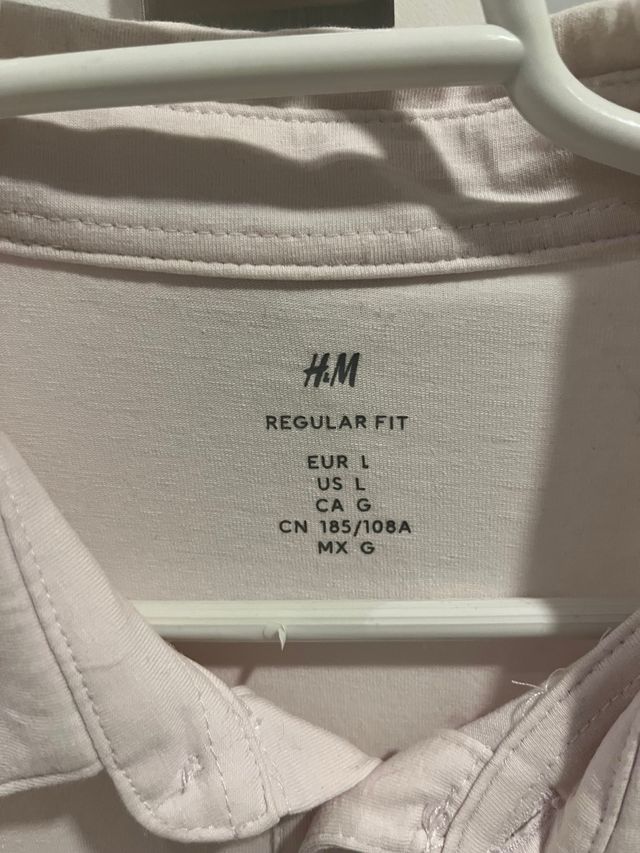 H&M
REGULAR FIT
EUR L
US L
CA G
CN 185/108A
MX G